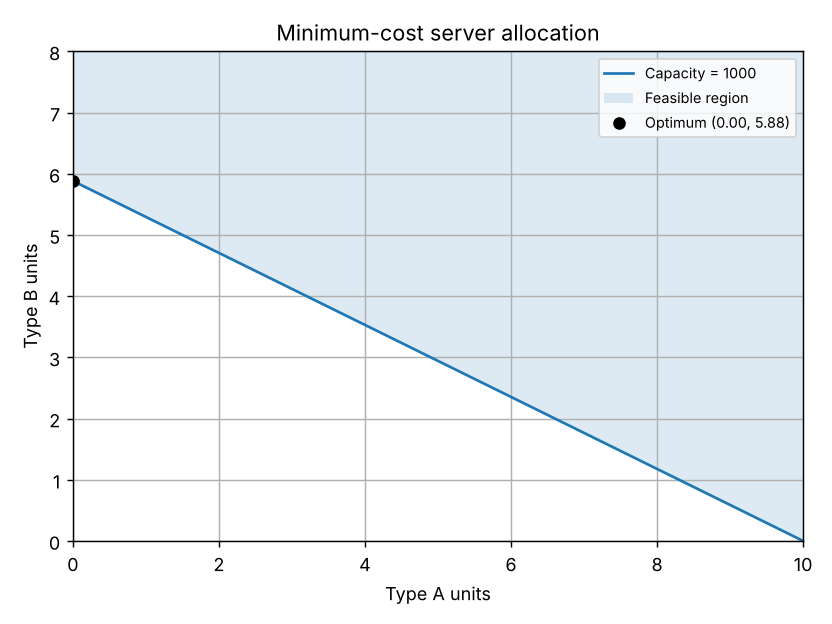 Minimum-cost server allocation
Capacity = 1000
Feasible region
Optimum (0.00, 5.88)
8
7
6
5
4
3
2
1
0
Type B units
0 2 4 6 8 10
Type A units